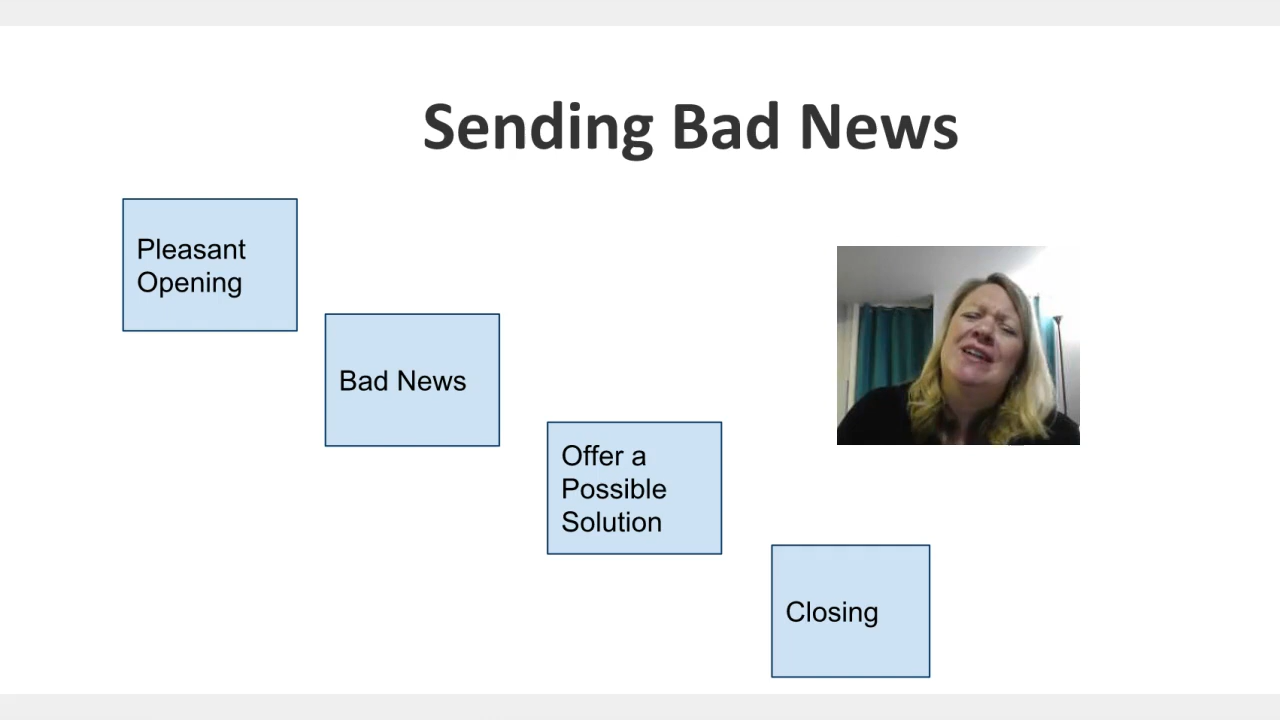 Sending Bad News
Pleasant
Opening
Bad News
Offer a
Possible
Solution
Closing